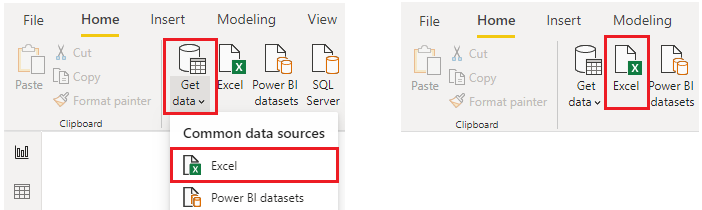 File Home Insert Modeling View
Paste
Cut
Copy
Format painter
Clipboard
Get
data
Excel
Power BI
datasets
SQL
Server
Common data sources
Excel
Power BI datasets
File Home Insert Modeling
Paste
Cut
Copy
Format painter
Clipboard
Get
data
Excel
Power BI
datasets